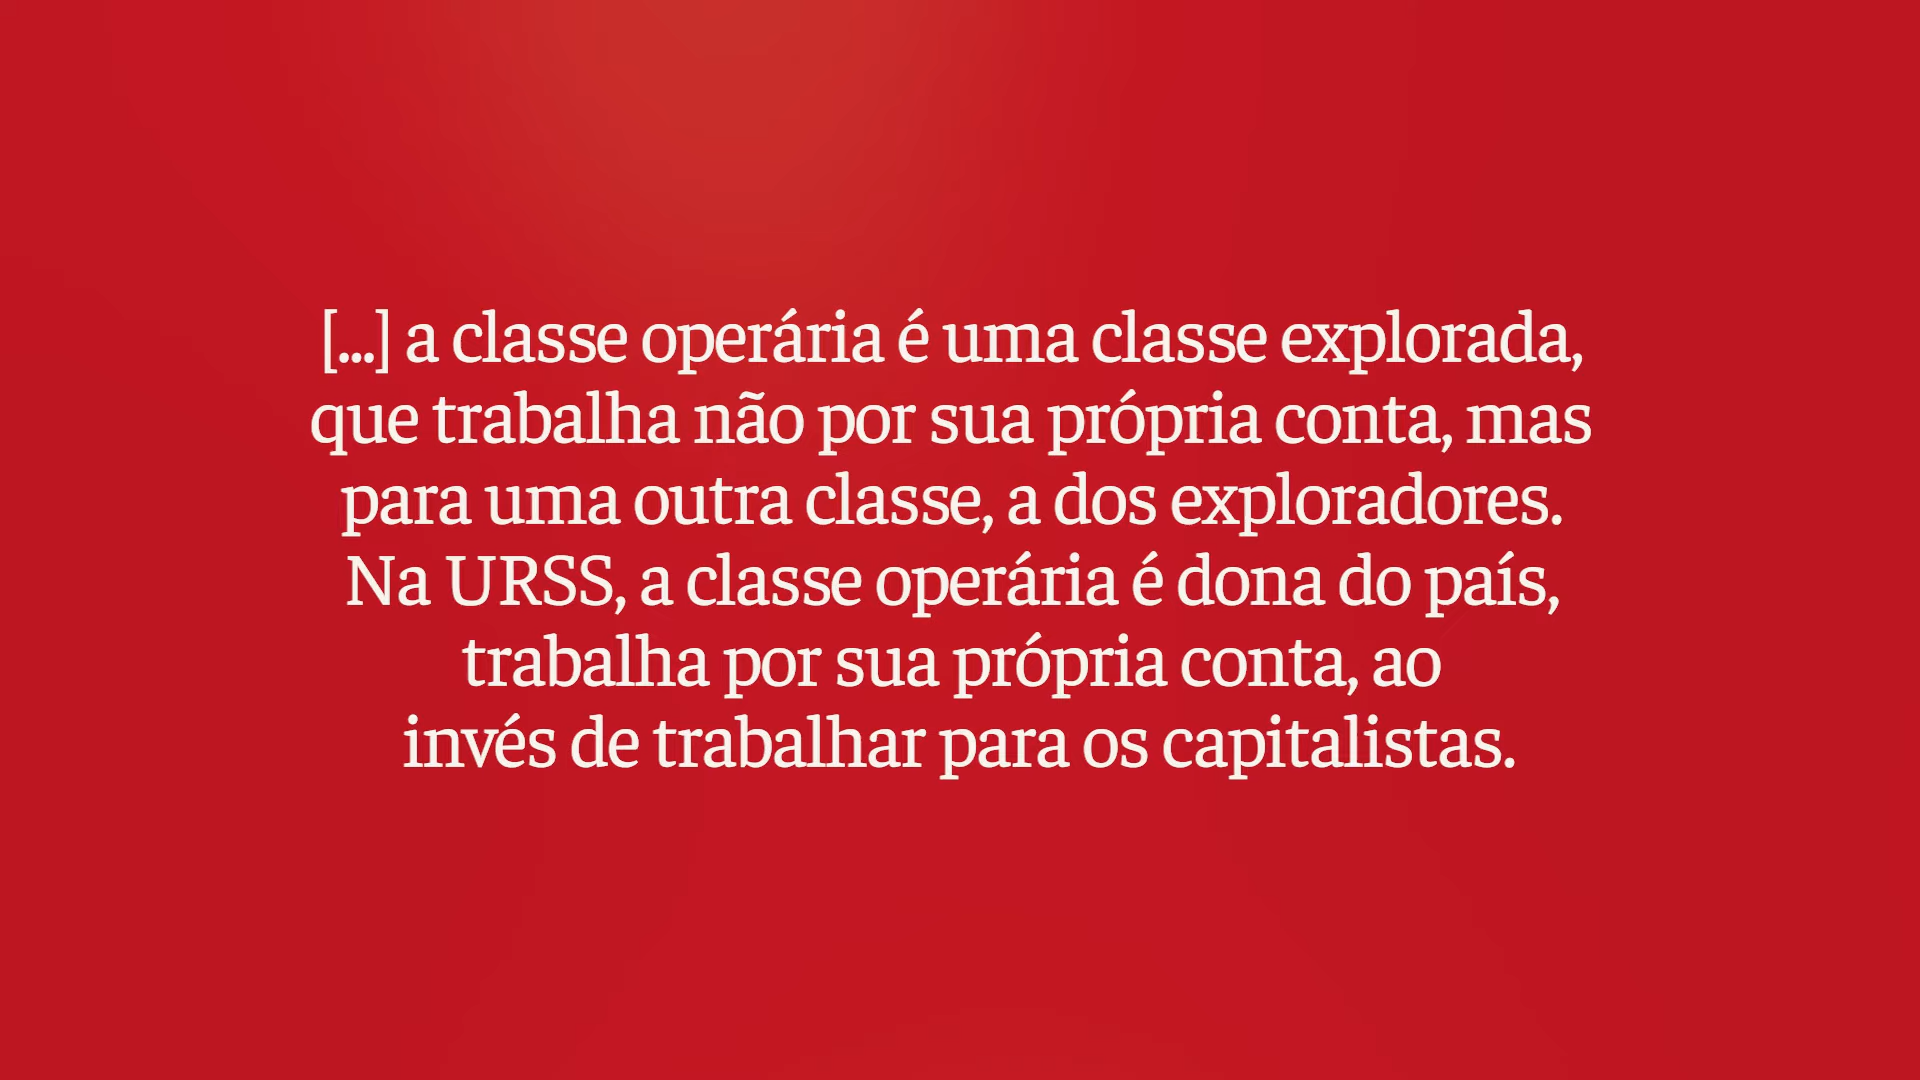 [...] a classe operária é uma classe explorada,
que trabalha não por sua própria conta, mas
para uma outra classe, a dos exploradores.
Na URSS, a classe operária é dona do país,
trabalha por sua própria conta, ao
invés de trabalhar para os capitalistas.